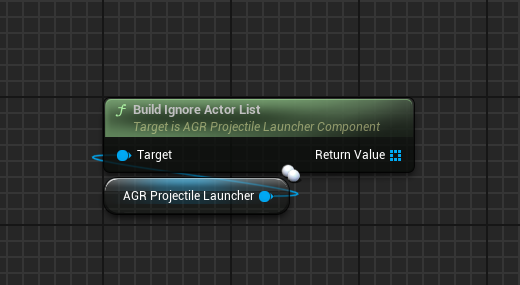 Build Ignore Actor List
Target is AGR Projectile Launcher Component
Target
Return Value
AGR Projectile Launcher